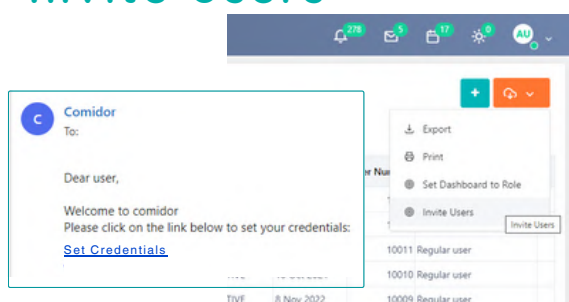 Invite Users
278 5 17 0 AU
+
Comidor
C
To:
Export
Print
Set Dashboard to Role
Invite Users
Invite Users
Dear user,
Welcome to comidor
Please click on the link below to set your credentials:
Set Credentials
10011 Regular user
10010 Regular user
8 Nov 2022 10009 Regular user